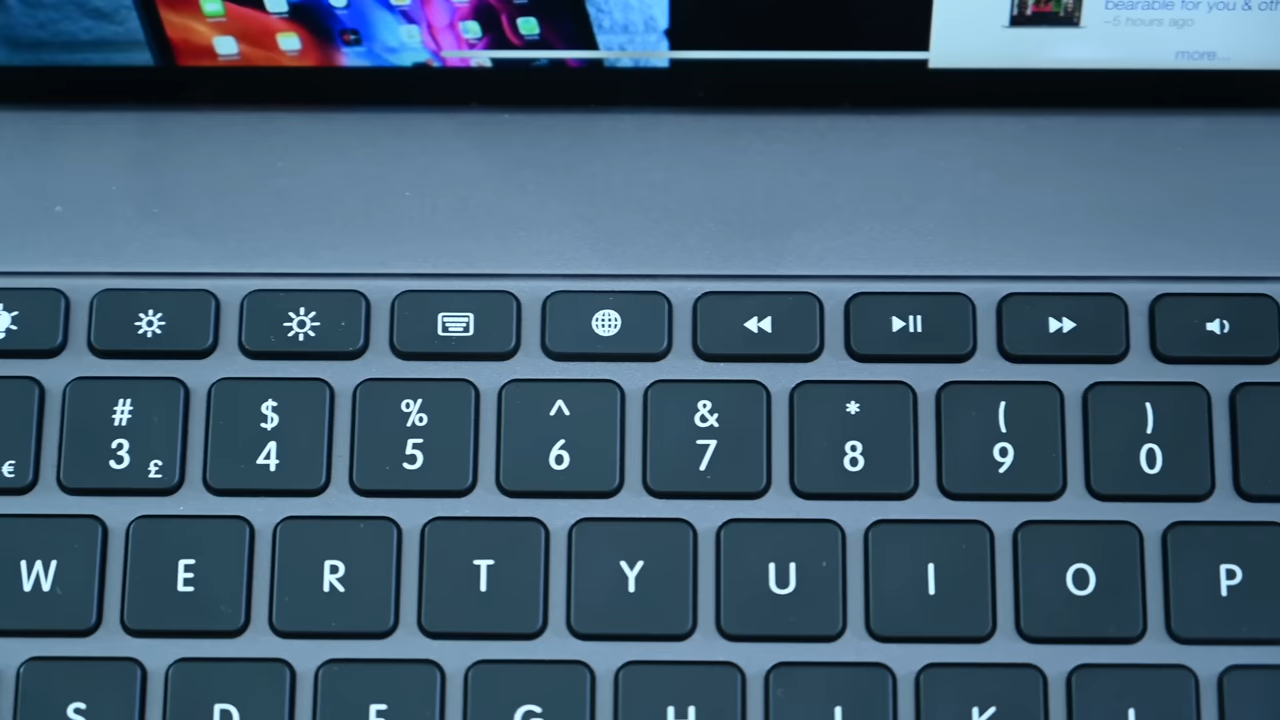 bearable for you & oth
~5 hours ago
more...
# $ % ^ & * ( )
€ 3 £ 4 5 6 7 8 9 0
W E R T Y U I O P
S D F G H J K L